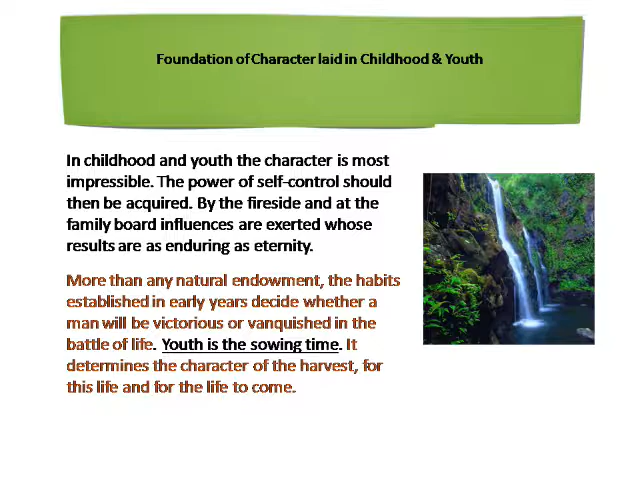 Foundation of Character laid in Childhood & Youth
In childhood and youth the character is most
impressible. The power of self-control should
then be acquired. By the fireside and at the
family board influences are exerted whose
results are as enduring as eternity.
More than any natural endowment, the habits
established in early years decide whether a
man will be victorious or vanquished in the
battle of life. Youth is the sowing time. It
determines the character of the harvest, for
this life and for the life to come.